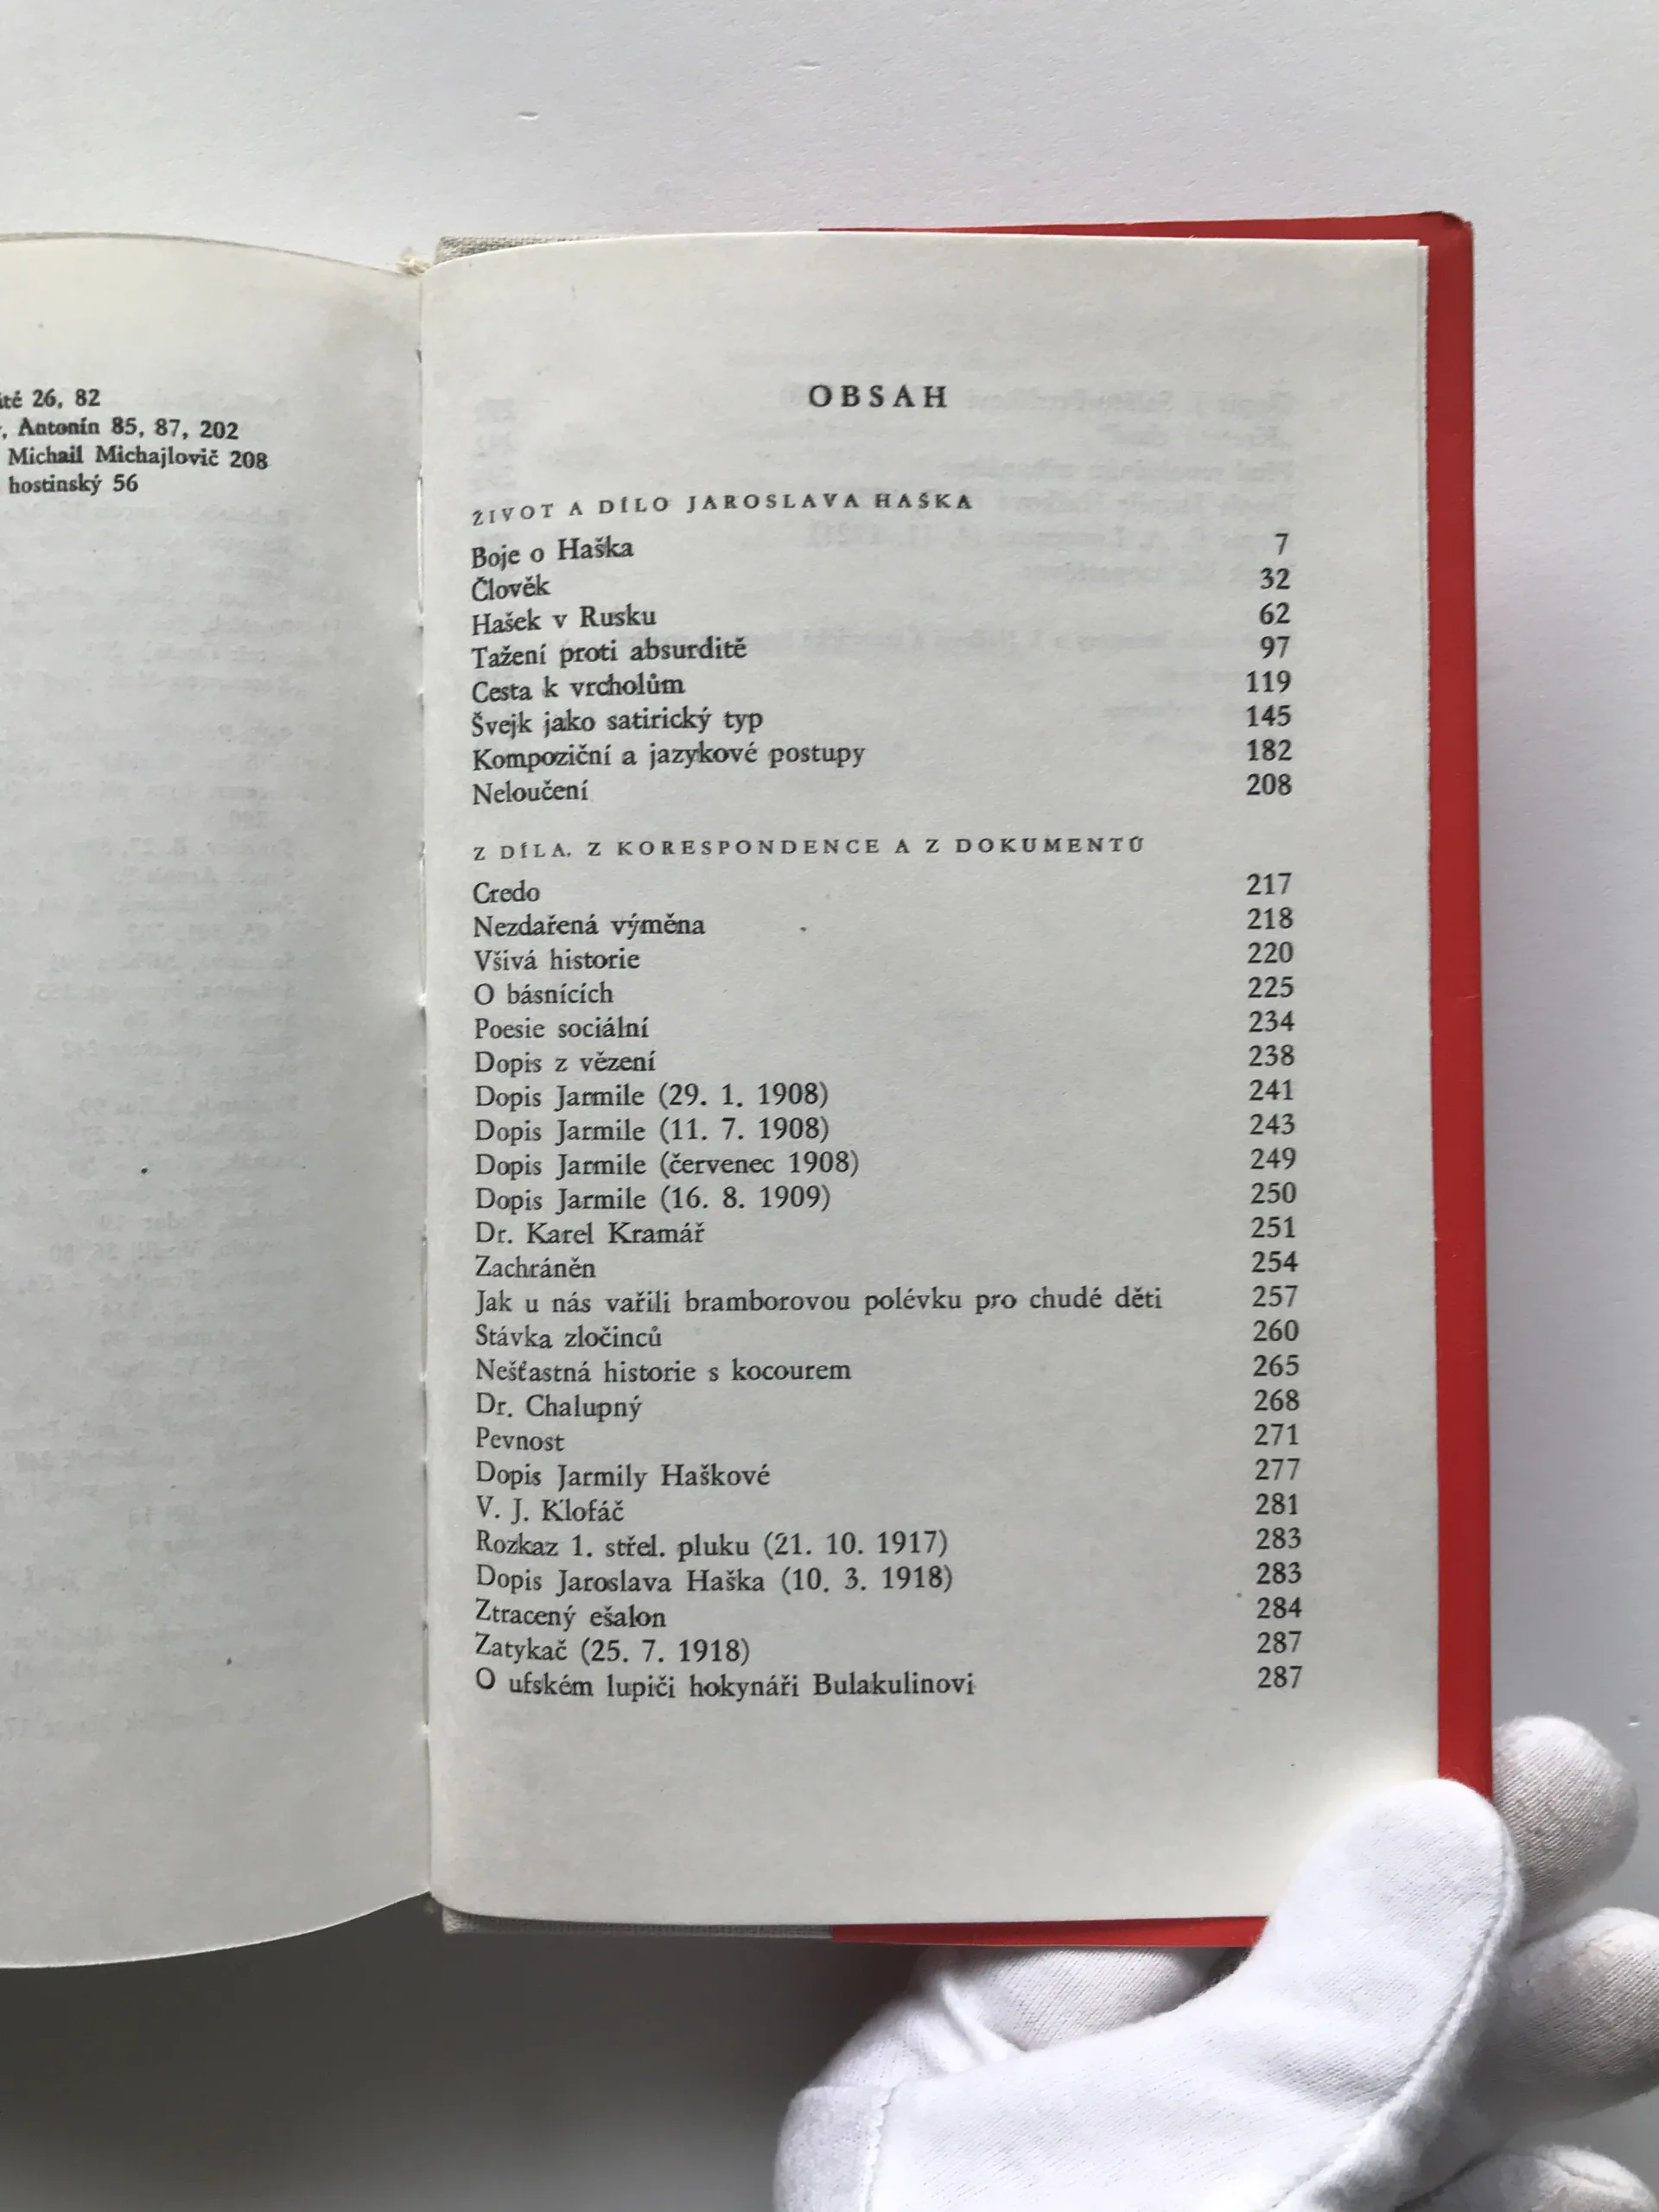 26, 82
Antonín 85, 87, 202
Michail Michajlovič 208
hostinský 56
OBSAH
ŽIVOT A DÍLO JAROSLAVA HAŠKA
Boje o Haška 7
Člověk 32
Hašek v Rusku 62
Tažení proti absurditě 97
Cesta k vrcholům 119
Švejk jako satirický typ 145
Kompoziční a jazykové postupy 182
Neloučení 208
Z DÍLA, Z KORESPONDENCE A Z DOKUMENTŮ
Credo 217
Nezdařená výměna 218
Všivá historie 220
O básnících 225
Poesie sociální 234
Dopis z vězení 238
Dopis Jarmile (29. 1. 1908) 241
Dopis Jarmile (11. 7. 1908) 243
Dopis Jarmile (červenec 1908) 249
Dopis Jarmile (16. 8. 1909) 250
Dr. Karel Kramář 251
Zachráněn 254
Jak u nás vařili bramborovou polévku pro chudé děti 257
Stávka zločinců 260
Nešťastná historie s kocourem 265
Dr. Chalupný 268
Pevnost 271
Dopis Jarmily Haškové 277
V. J. Klofáč 281
Rozkaz 1. střel. pluku (21. 10. 1917) 283
Dopis Jaroslava Haška (10. 3. 1918) 283
Ztracený ešalon 284
Zatykač (25. 7. 1918) 287
O ufském lupiči hokynáři Bulakulinovi 287